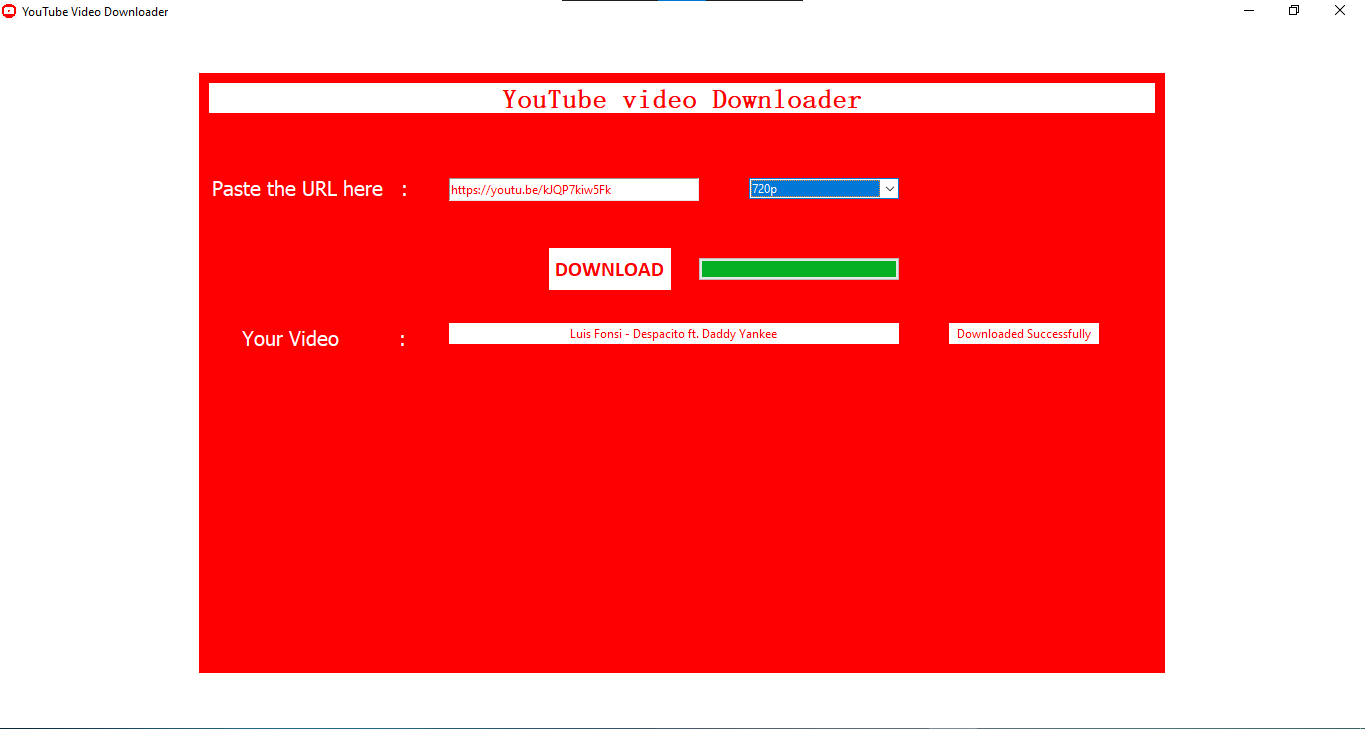 YouTube Video Downloader
YouTube video Downloader
Paste the URL here : https://youtu.be/kJQP7kiw5Fk 720p
DOWNLOAD
Your Video : Luis Fonsi - Despacito ft. Daddy Yankee Downloaded Successfully